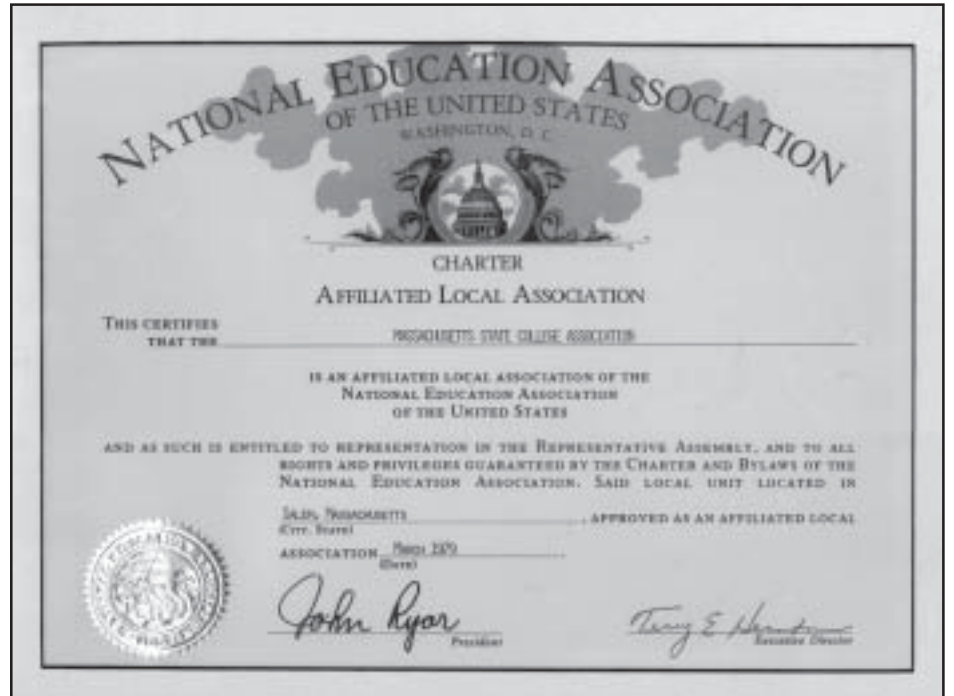 NATIONAL EDUCATION ASSOCIATION
OF THE UNITED STATES
WASHINGTON, D. C.
CHARTER
AFFILIATED LOCAL ASSOCIATION
THIS CERTIFIES
THAT THE MASSACHUSETTS STATE COLLEGE ASSOCIATION
IS AN AFFILIATED LOCAL ASSOCIATION OF THE
NATIONAL EDUCATION ASSOCIATION
OF THE UNITED STATES
AND AS SUCH IS ENTITLED TO REPRESENTATION IN THE REPRESENTATIVE ASSEMBLY, AND TO ALL
RIGHTS AND PRIVILEGES GUARANTEED BY THE CHARTER AND BYLAWS OF THE
NATIONAL EDUCATION ASSOCIATION. SAID LOCAL UNIT LOCATED IN
SALEM, MASSACHUSETTS, APPROVED AS AN AFFILIATED LOCAL
(CITY, STATE)
ASSOCIATION March 1979.
(DATE)
John Ryor
President
Terry E
Executive Director